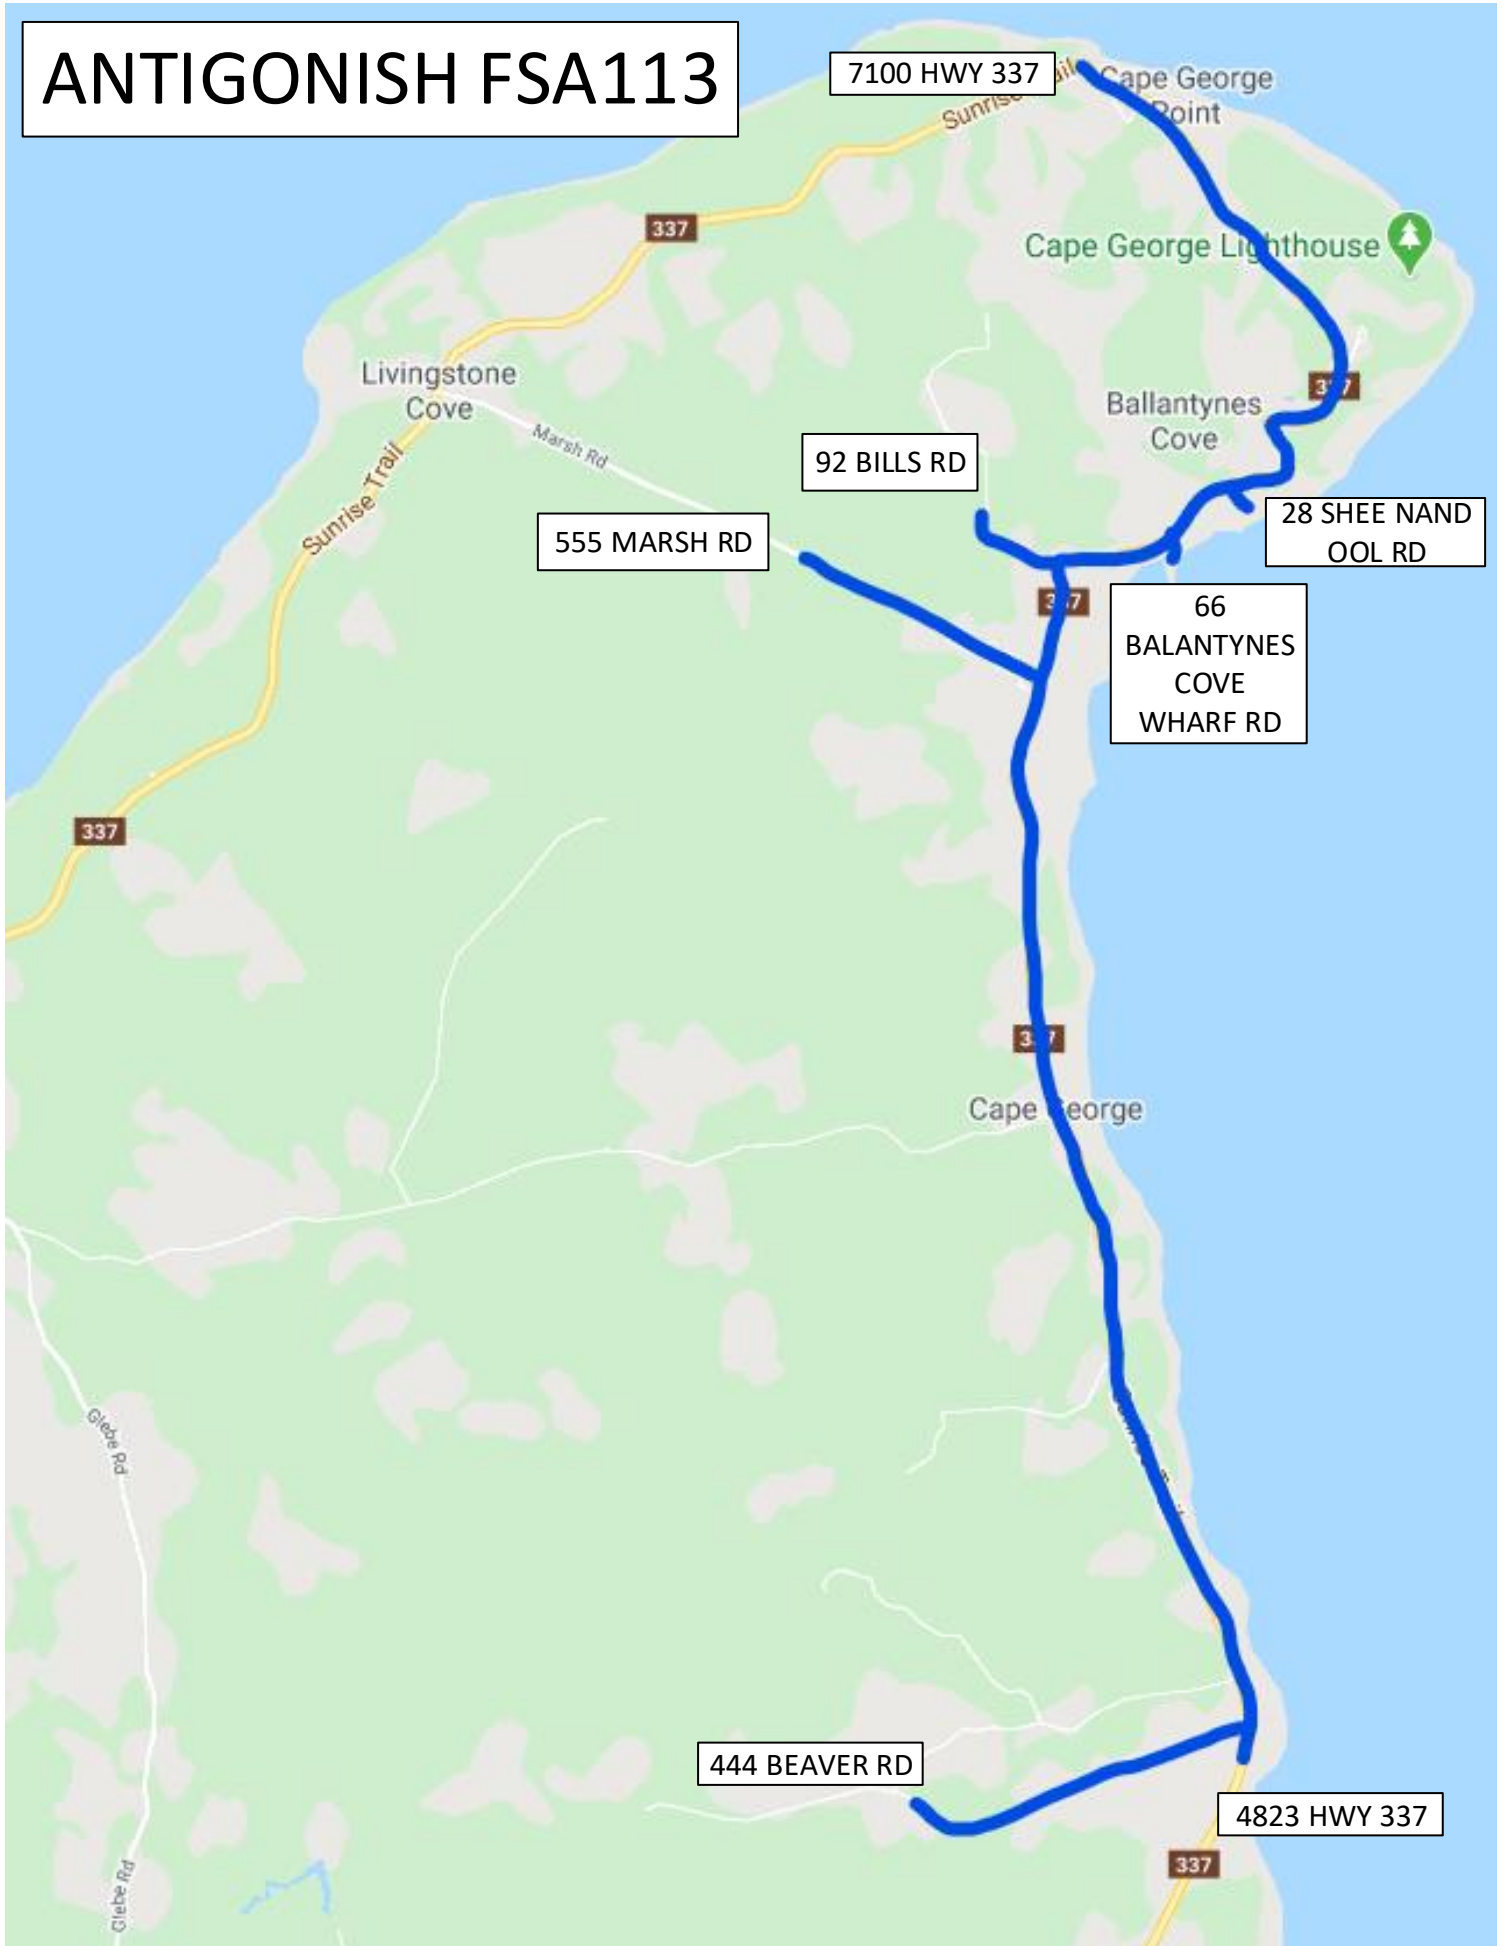 ANTIGONISH FSA113
7100 HWY 337
Cape George
Point
Sunrise
337
Cape George Lighthouse
Livingstone
Cove
337
Ballantynes
Cove
Marsh Rd
92 BILLS RD
Sunrise Trail
28 SHEE NAND
OOL RD
555 MARSH RD
337
66
BALANTYNES
COVE
WHARF RD
337
337
Cape George
Glebe Rd
444 BEAVER RD
4823 HWY 337
337
Glebe Rd